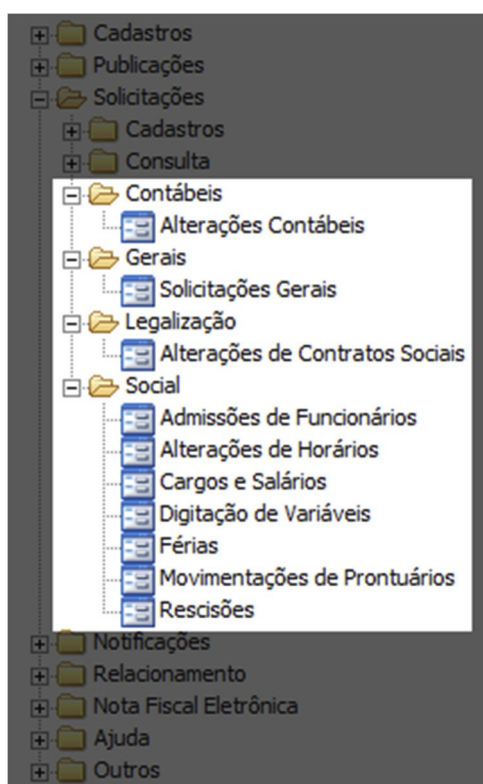 Cadastros
Publicações
Solicitações
Cadastros
Consulta
Contábeis
Alterações Contábeis
Gerais
Solicitações Gerais
Legalização
Alterações de Contratos Sociais
Social
Admissões de Funcionários
Alterações de Horários
Cargos e Salários
Digitação de Variáveis
Férias
Movimentações de Prontuários
Rescisões
Notificações
Relacionamento
Nota Fiscal Eletrônica
Ajuda
Outros